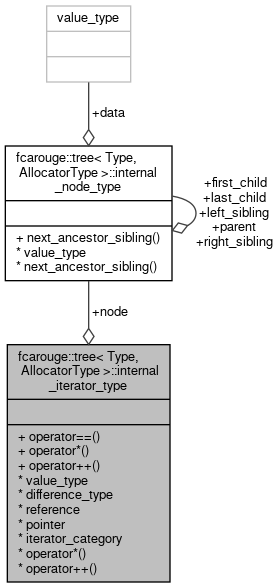 value_type
+data
fcarouge::tree< Type,
AllocatorType >::internal
_node_type
+ next_ancestor_sibling()
* value_type
* next_ancestor_sibling()
+first_child
+last_child
+left_sibling
+parent
+right_sibling
+node
fcarouge::tree< Type,
AllocatorType >::internal
_iterator_type
+ operator==()
+ operator*()
+ operator++()
* value_type
* difference_type
* reference
* pointer
* iterator_category
* operator*()
* operator++()